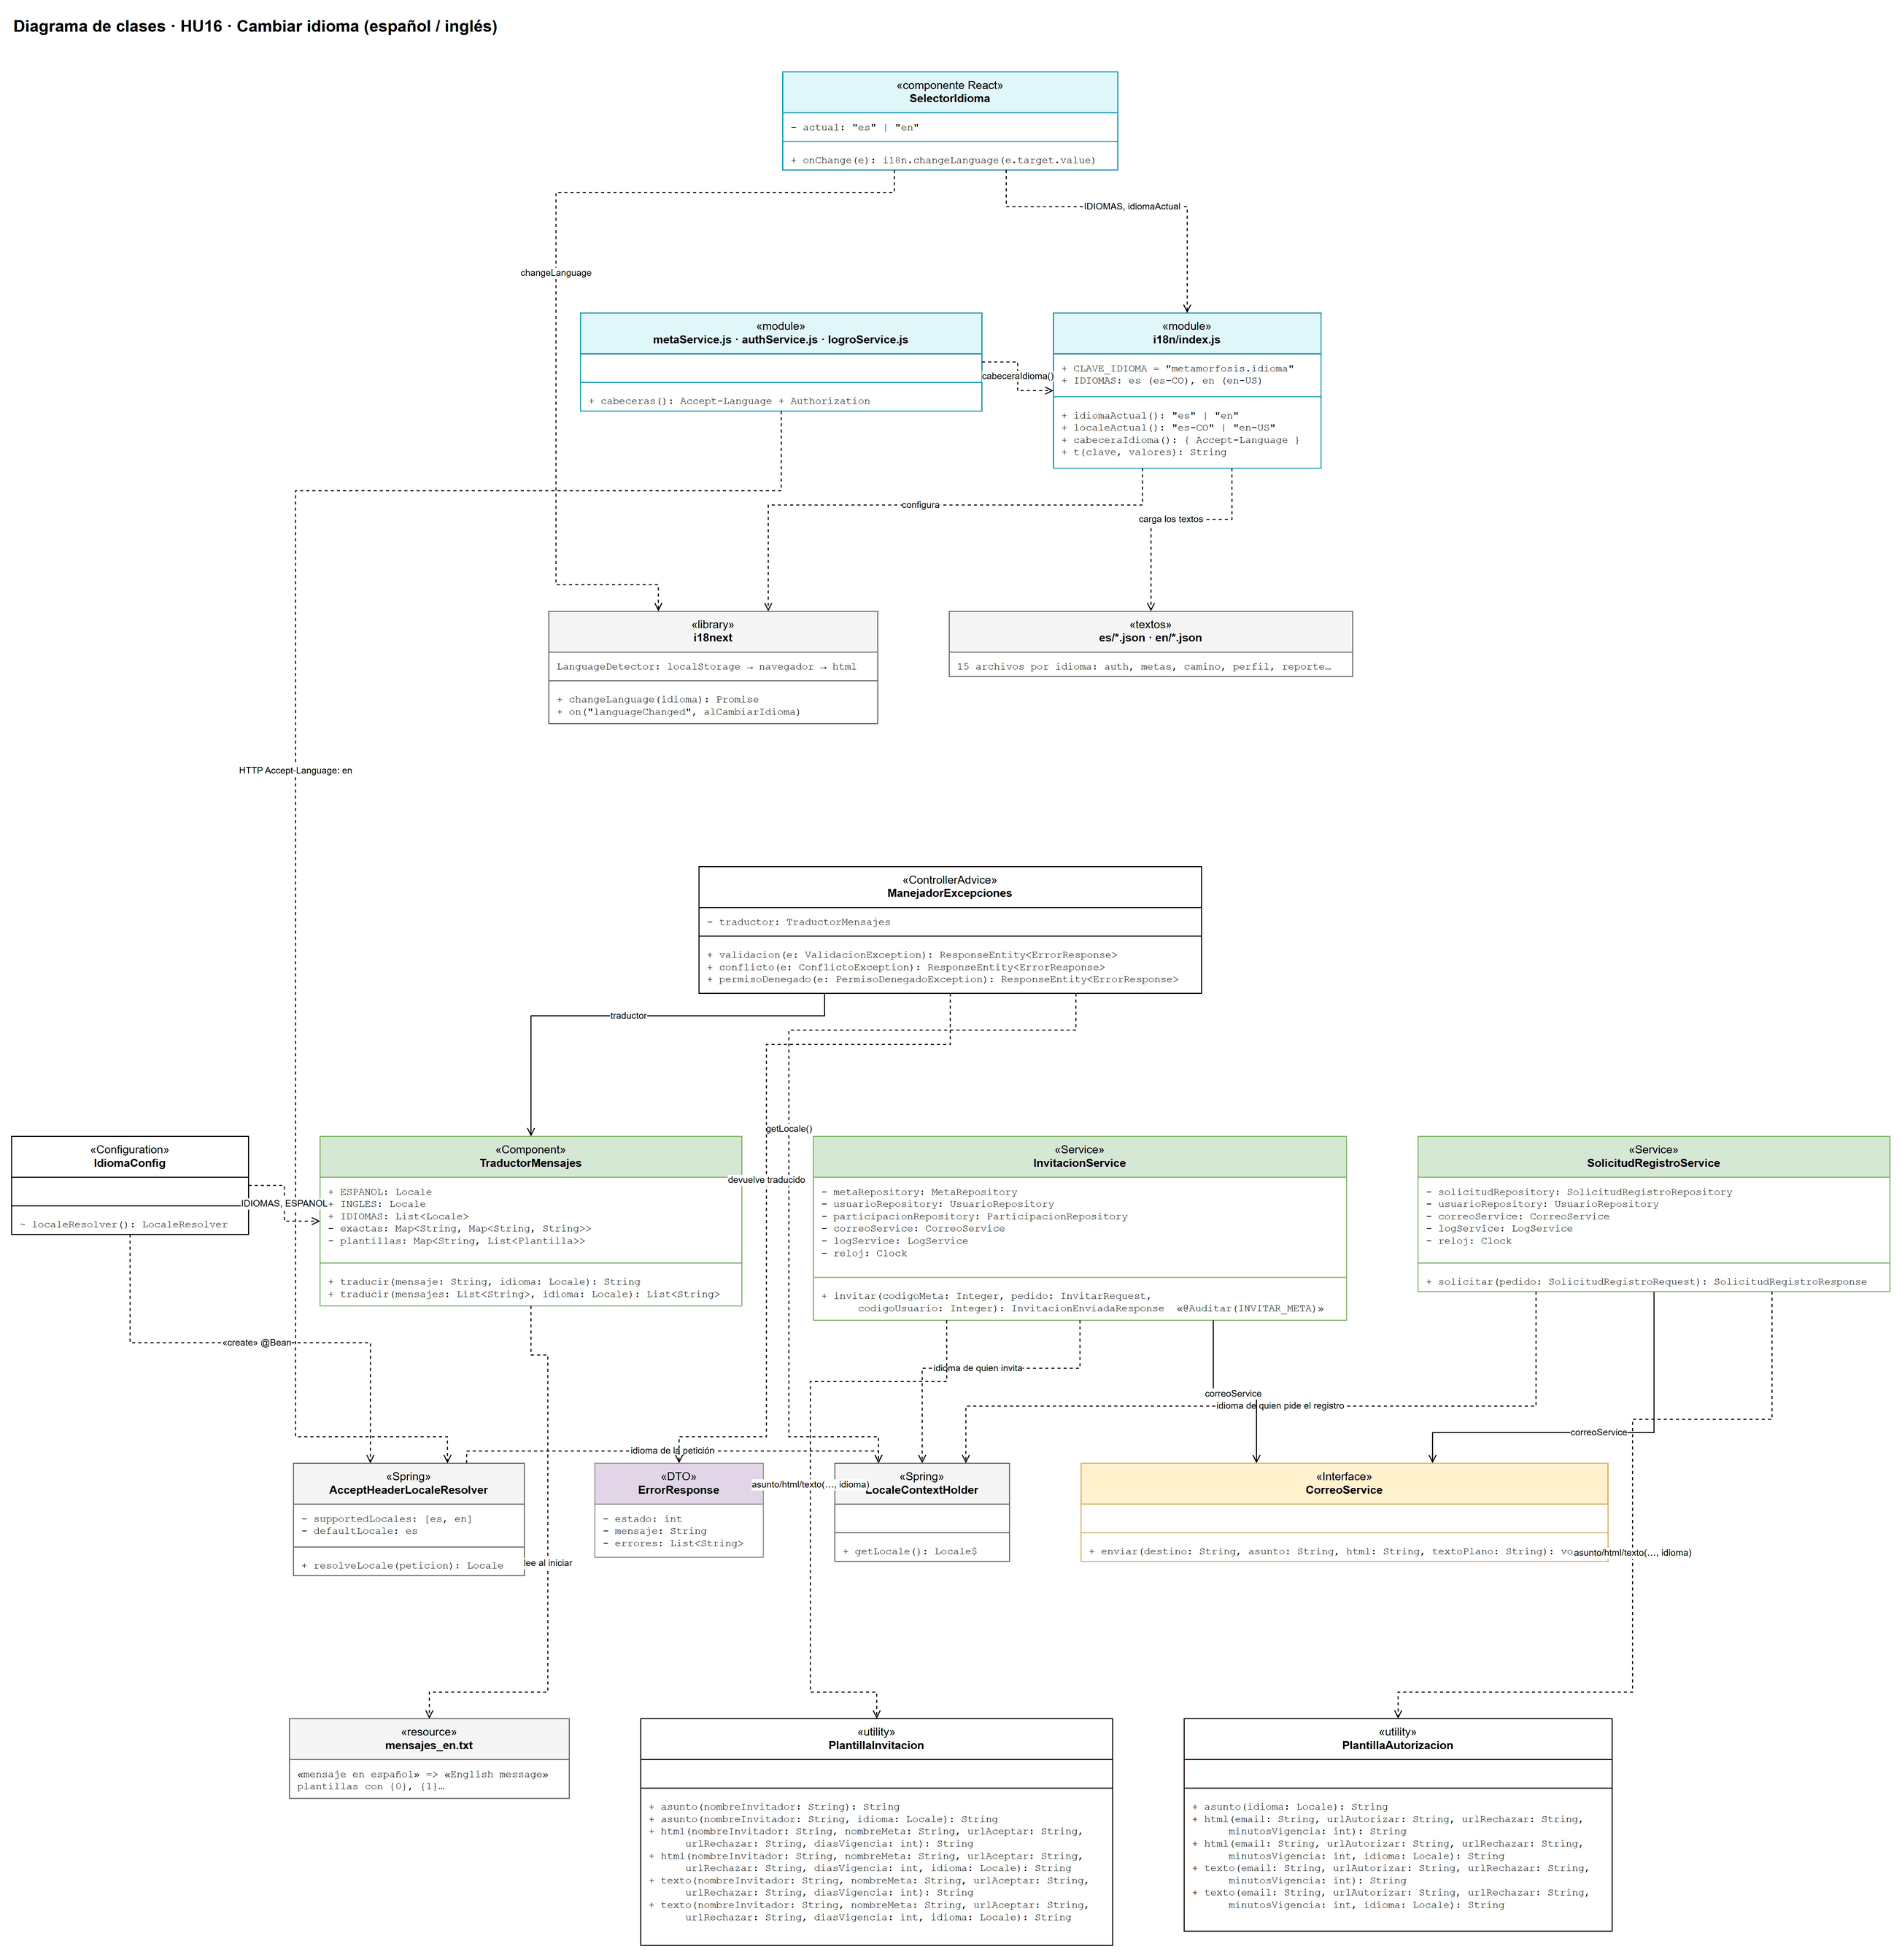 Diagrama de clases · HU16 · Cambiar idioma (español / inglés)
«componente React»
SelectorIdioma
- actual: "es" | "en"
+ onChange(e): i18n.changeLanguage(e.target.value)
IDIOMAS, idiomaActual
changeLanguage
«module»
metaService.js · authService.js · logroService.js
+ cabeceras(): Accept-Language + Authorization
cabeceraIdioma()
«module»
i18n/index.js
+ CLAVE_IDIOMA = "metamorfosis.idioma"
+ IDIOMAS: es (es-CO), en (en-US)
+ idiomaActual(): "es" | "en"
+ localeActual(): "es-CO" | "en-US"
+ cabeceraIdioma(): { Accept-Language }
+ t(clave, valores): String
configura
carga los textos
«library»
i18next
LanguageDetector: localStorage → navegador → html
+ changeLanguage(idioma): Promise
+ on("languageChanged", alCambiarIdioma)
«textos»
es/*.json · en/*.json
15 archivos por idioma: auth, metas, camino, perfil, reporte…
HTTP Accept-Language: en
«ControllerAdvice»
ManejadorExcepciones
- traductor: TraductorMensajes
+ validacion(e: ValidacionException): ResponseEntity<ErrorResponse>
+ conflicto(e: ConflictoException): ResponseEntity<ErrorResponse>
+ permisoDenegado(e: PermisoDenegadoException): ResponseEntity<ErrorResponse>
traductor
getLocale()
devuelve traducido
«Configuration»
IdiomaConfig
~ localeResolver(): LocaleResolver
IDIOMAS, ESPANOL
«Component»
TraductorMensajes
+ ESPANOL: Locale
+ INGLES: Locale
+ IDIOMAS: List<Locale>
- exactas: Map<String, Map<String, String>>
- plantillas: Map<String, List<Plantilla>>
+ traducir(mensaje: String, idioma: Locale): String
+ traducir(mensajes: List<String>, idioma: Locale): List<String>
«Service»
InvitacionService
- metaRepository: MetaRepository
- usuarioRepository: UsuarioRepository
- participacionRepository: ParticipacionRepository
- correoService: CorreoService
- logService: LogService
- reloj: Clock
+ invitar(codigoMeta: Integer, pedido: InvitarRequest,
codigoUsuario: Integer): InvitacionEnviadaResponse «@Auditar(INVITAR_META)»
«Service»
SolicitudRegistroService
- solicitudRepository: SolicitudRegistroRepository
- usuarioRepository: UsuarioRepository
- correoService: CorreoService
- logService: LogService
- reloj: Clock
+ solicitar(pedido: SolicitudRegistroRequest): SolicitudRegistroResponse
«create» @Bean
idioma de quien invita
correoService
idioma de quien pide el registro
correoService
idioma de la petición
«Spring»
AcceptHeaderLocaleResolver
- supportedLocales: [es, en]
- defaultLocale: es
+ resolveLocale(peticion): Locale
«DTO»
ErrorResponse
- estado: int
- mensaje: String
- errores: List<String>
asunto/html/texto(…, idioma)
«Spring»
LocaleContextHolder
+ getLocale(): Locale$
«Interface»
CorreoService
+ enviar(destino: String, asunto: String, html: String, textoPlano: String):
asunto/html/texto(…, idioma)
lee al iniciar
«resource»
mensajes_en.txt
«mensaje en español» => «English message»
plantillas con {0}, {1}…
«utility»
PlantillaInvitacion
+ asunto(nombreInvitador: String): String
+ asunto(nombreInvitador: String, idioma: Locale): String
+ html(nombreInvitador: String, nombreMeta: String, urlAceptar: String,
urlRechazar: String, diasVigencia: int): String
+ html(nombreInvitador: String, nombreMeta: String, urlAceptar: String,
urlRechazar: String, diasVigencia: int, idioma: Locale): String
+ texto(nombreInvitador: String, nombreMeta: String, urlAceptar: String,
urlRechazar: String, diasVigencia: int): String
+ texto(nombreInvitador: String, nombreMeta: String, urlAceptar: String,
urlRechazar: String, diasVigencia: int, idioma: Locale): String
«utility»
PlantillaAutorizacion
+ asunto(idioma: Locale): String
+ html(email: String, urlAutorizar: String, urlRechazar: String,
minutosVigencia: int): String
+ html(email: String, urlAutorizar: String, urlRechazar: String,
minutosVigencia: int, idioma: Locale): String
+ texto(email: String, urlAutorizar: String, urlRechazar: String,
minutosVigencia: int): String
+ texto(email: String, urlAutorizar: String, urlRechazar: String,
minutosVigencia: int, idioma: Locale): String